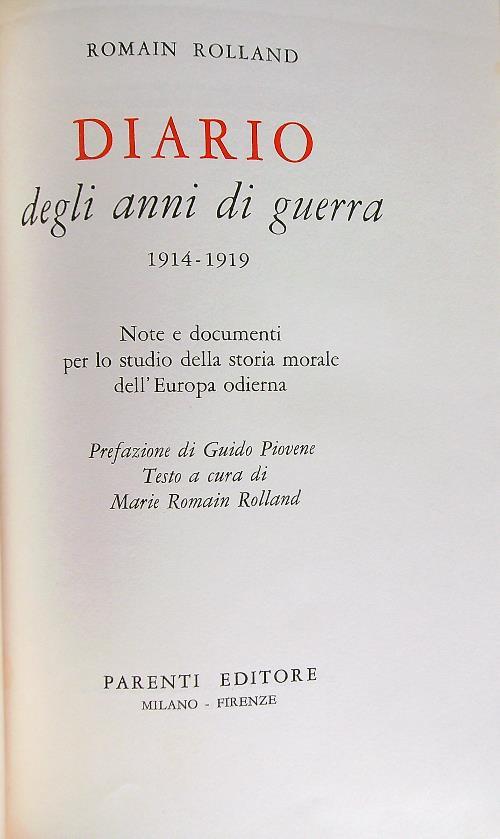 ROMAIN ROLLAND
DIARIO
degli anni di guerra
1914-1919
Note e documenti
per lo studio della storia morale
dell'Europa odierna
Prefazione di Guido Piovene
Testo a cura di
Marie Romain Rolland
PARENTI EDITORE
MILANO - FIRENZE